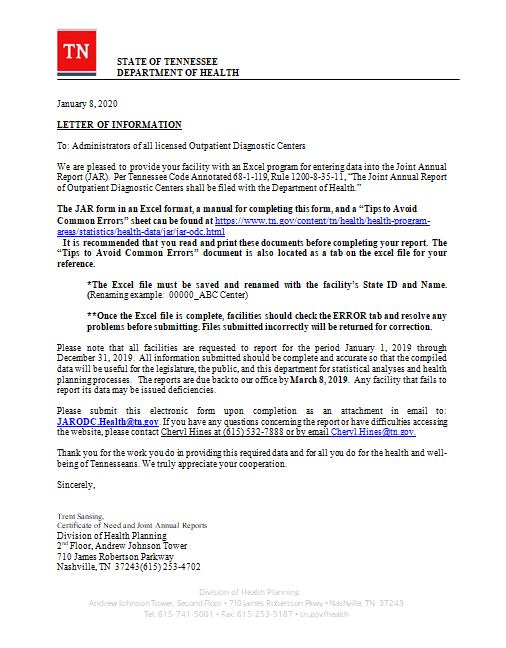 TN
STATE OF TENNESSEE
DEPARTMENT OF HEALTH
January 8, 2020
LETTER OF INFORMATION
To: Administrators of all licensed Outpatient Diagnostic Centers
We are pleased to provide your facility with an Excel program for entering data into the Joint Annual
Report (JAR). Per Tennessee Code Annotated 68-1-119, Rule 1200-8-35-11, “The Joint Annual Report
of Outpatient Diagnostic Centers shall be filed with the Department of Health.”
The JAR form in an Excel format, a manual for completing this form, and a “Tips to Avoid
Common Errors” sheet can be found at https://www.tn.gov/content/tn/health/health-program-
areas/statistics/health-data/jar/jar-odc.html
It is recommended that you read and print these documents before completing your report. The
“Tips to Avoid Common Errors” document is also located as a tab on the excel file for your
reference.
*The Excel file must be saved and renamed with the facility’s State ID and Name.
(Renaming example: 00000_ABC Center)
**Once the Excel file is complete, facilities should check the ERROR tab and resolve any
problems before submitting. Files submitted incorrectly will be returned for correction.
Please note that all facilities are requested to report for the period January 1, 2019 through
December 31, 2019. All information submitted should be complete and accurate so that the compiled
data will be useful for the legislature, the public, and this department for statistical analyses and health
planning processes. The reports are due back to our office by March 8, 2019. Any facility that fails to
report its data may be issued deficiencies.
Please submit this electronic form upon completion as an attachment in email to:
JARODC.Health@tn.gov. If you have any questions concerning the report or have difficulties accessing
the website, please contact Cheryl Hines at (615) 532-7888 or by email Cheryl.Hines@tn.gov.
Thank you for the work you do in providing this required data and for all you do for the health and well-
being of Tennesseans. We truly appreciate your cooperation.
Sincerely,
Trent Sansing,
Certificate of Need and Joint Annual Reports
Division of Health Planning
2nd Floor, Andrew Johnson Tower
710 James Robertson Parkway
Nashville, TN 37243(615) 253-4702
Division of Health Planning
Andrew Johnson Tower, Second Floor • 710 James Robertson Pkwy • Nashville, TN 37243
Tel: 615-741-5001 • Fax: 615-253-5187 • tn.gov/health